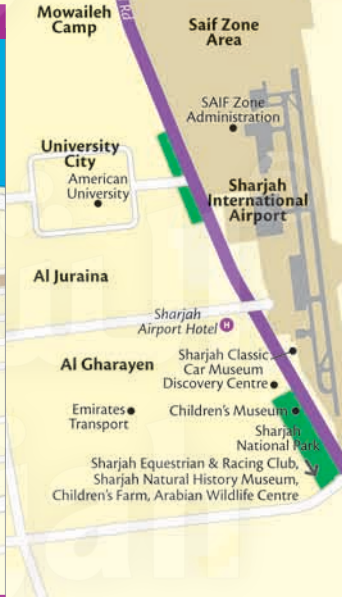 Mowaileh
Camp
Rd
Saif Zone
Area
SAIF Zone
Administration
University
City
American
University
Sharjah
International
Airport
Al Juraina
Sharjah
Airport Hotel H
Sharjah Classic
Car Museum
Al Gharayen
Discovery Centre
Emirates
Transport
Children's Museum
Sharjah
National Park
Sharjah Equestrian & Racing Club,
Sharjah Natural History Museum,
Children's Farm, Arabian Wildlife Centre